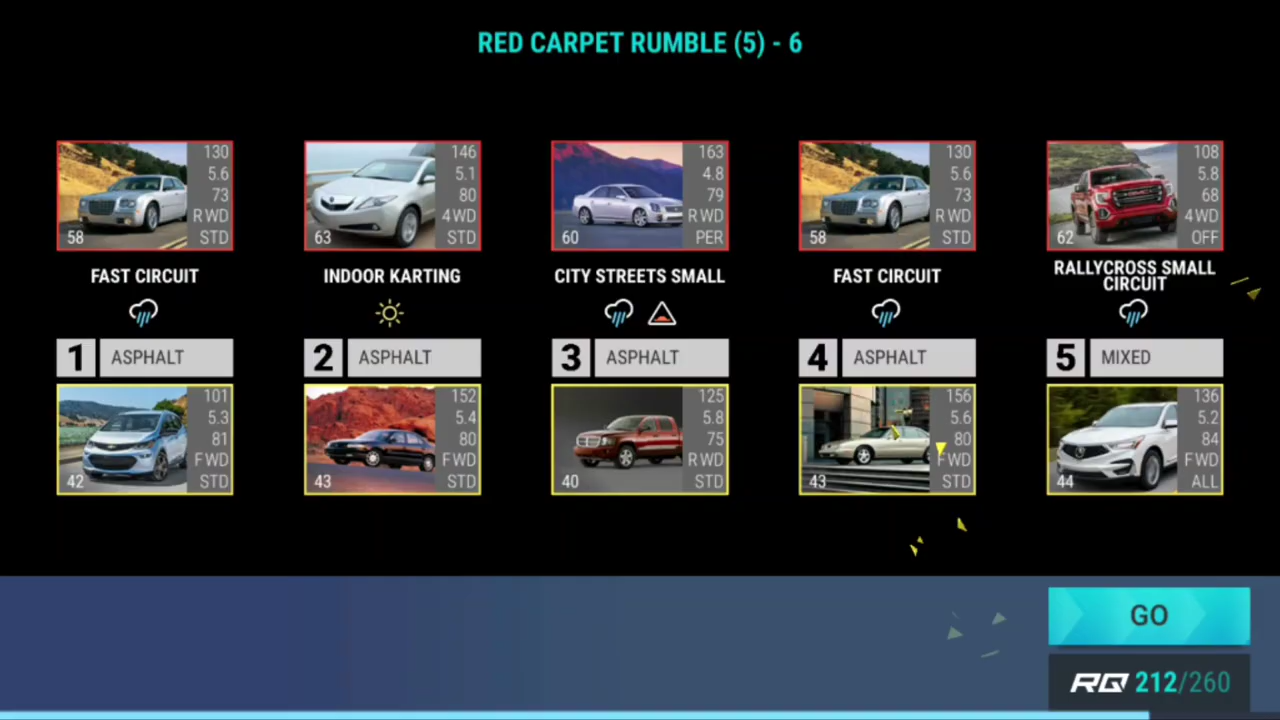 RED CARPET RUMBLE (5) - 6
130
5.6
73
RWD
58 STD
146
5.1
80
4WD
63 STD
163
4.8
79
RWD
60 PER
130
5.6
73
RWD
58 STD
108
5.8
68
4WD
62 OFF
FAST CIRCUIT
INDOOR KARTING
CITY STREETS SMALL
FAST CIRCUIT
RALLYCROSS SMALL
CIRCUIT
1 ASPHALT
2 ASPHALT
3 ASPHALT
4 ASPHALT
5 MIXED
101
5.3
81
FWD
42 STD
152
5.4
80
FWD
43 STD
125
5.8
75
RWD
40 STD
156
5.6
80
FWD
43 STD
136
5.2
84
FWD
44 ALL
GO
RQ 212/260